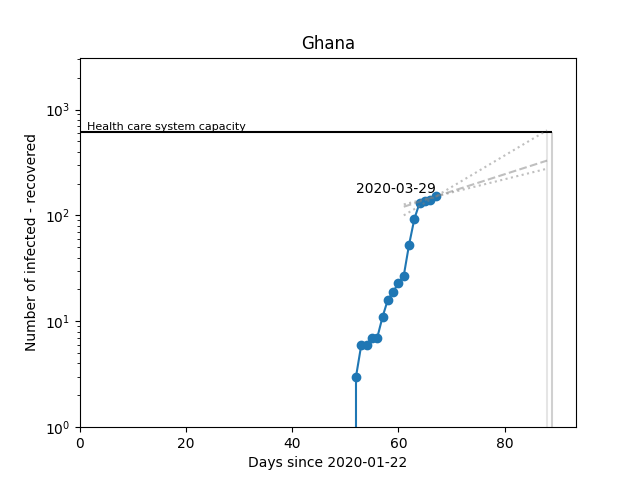 Ghana
Number of infected - recovered
10³
10²
10¹
10⁰
Health care system capacity
2020-03-29
0 20 40 60 80
Days since 2020-01-22